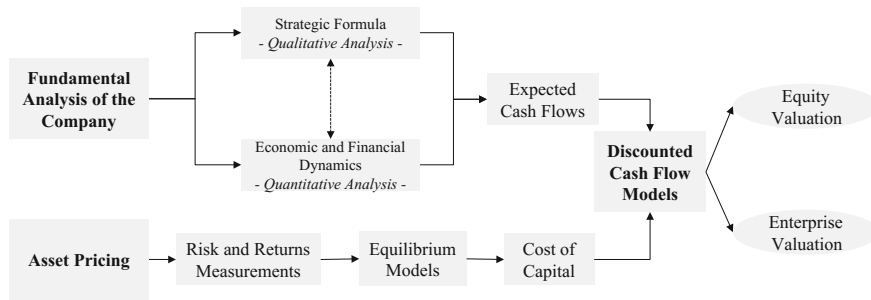 Strategic Formula
- Qualitative Analysis -
Fundamental
Analysis of the
Company
Expected
Cash Flows
Economic and Financial
Dynamics
- Quantitative Analysis -
Discounted
Cash Flow
Models
Equity
Valuation
Enterprise
Valuation
Asset Pricing
Risk and Returns
Measurements
Equilibrium
Models
Cost of
Capital